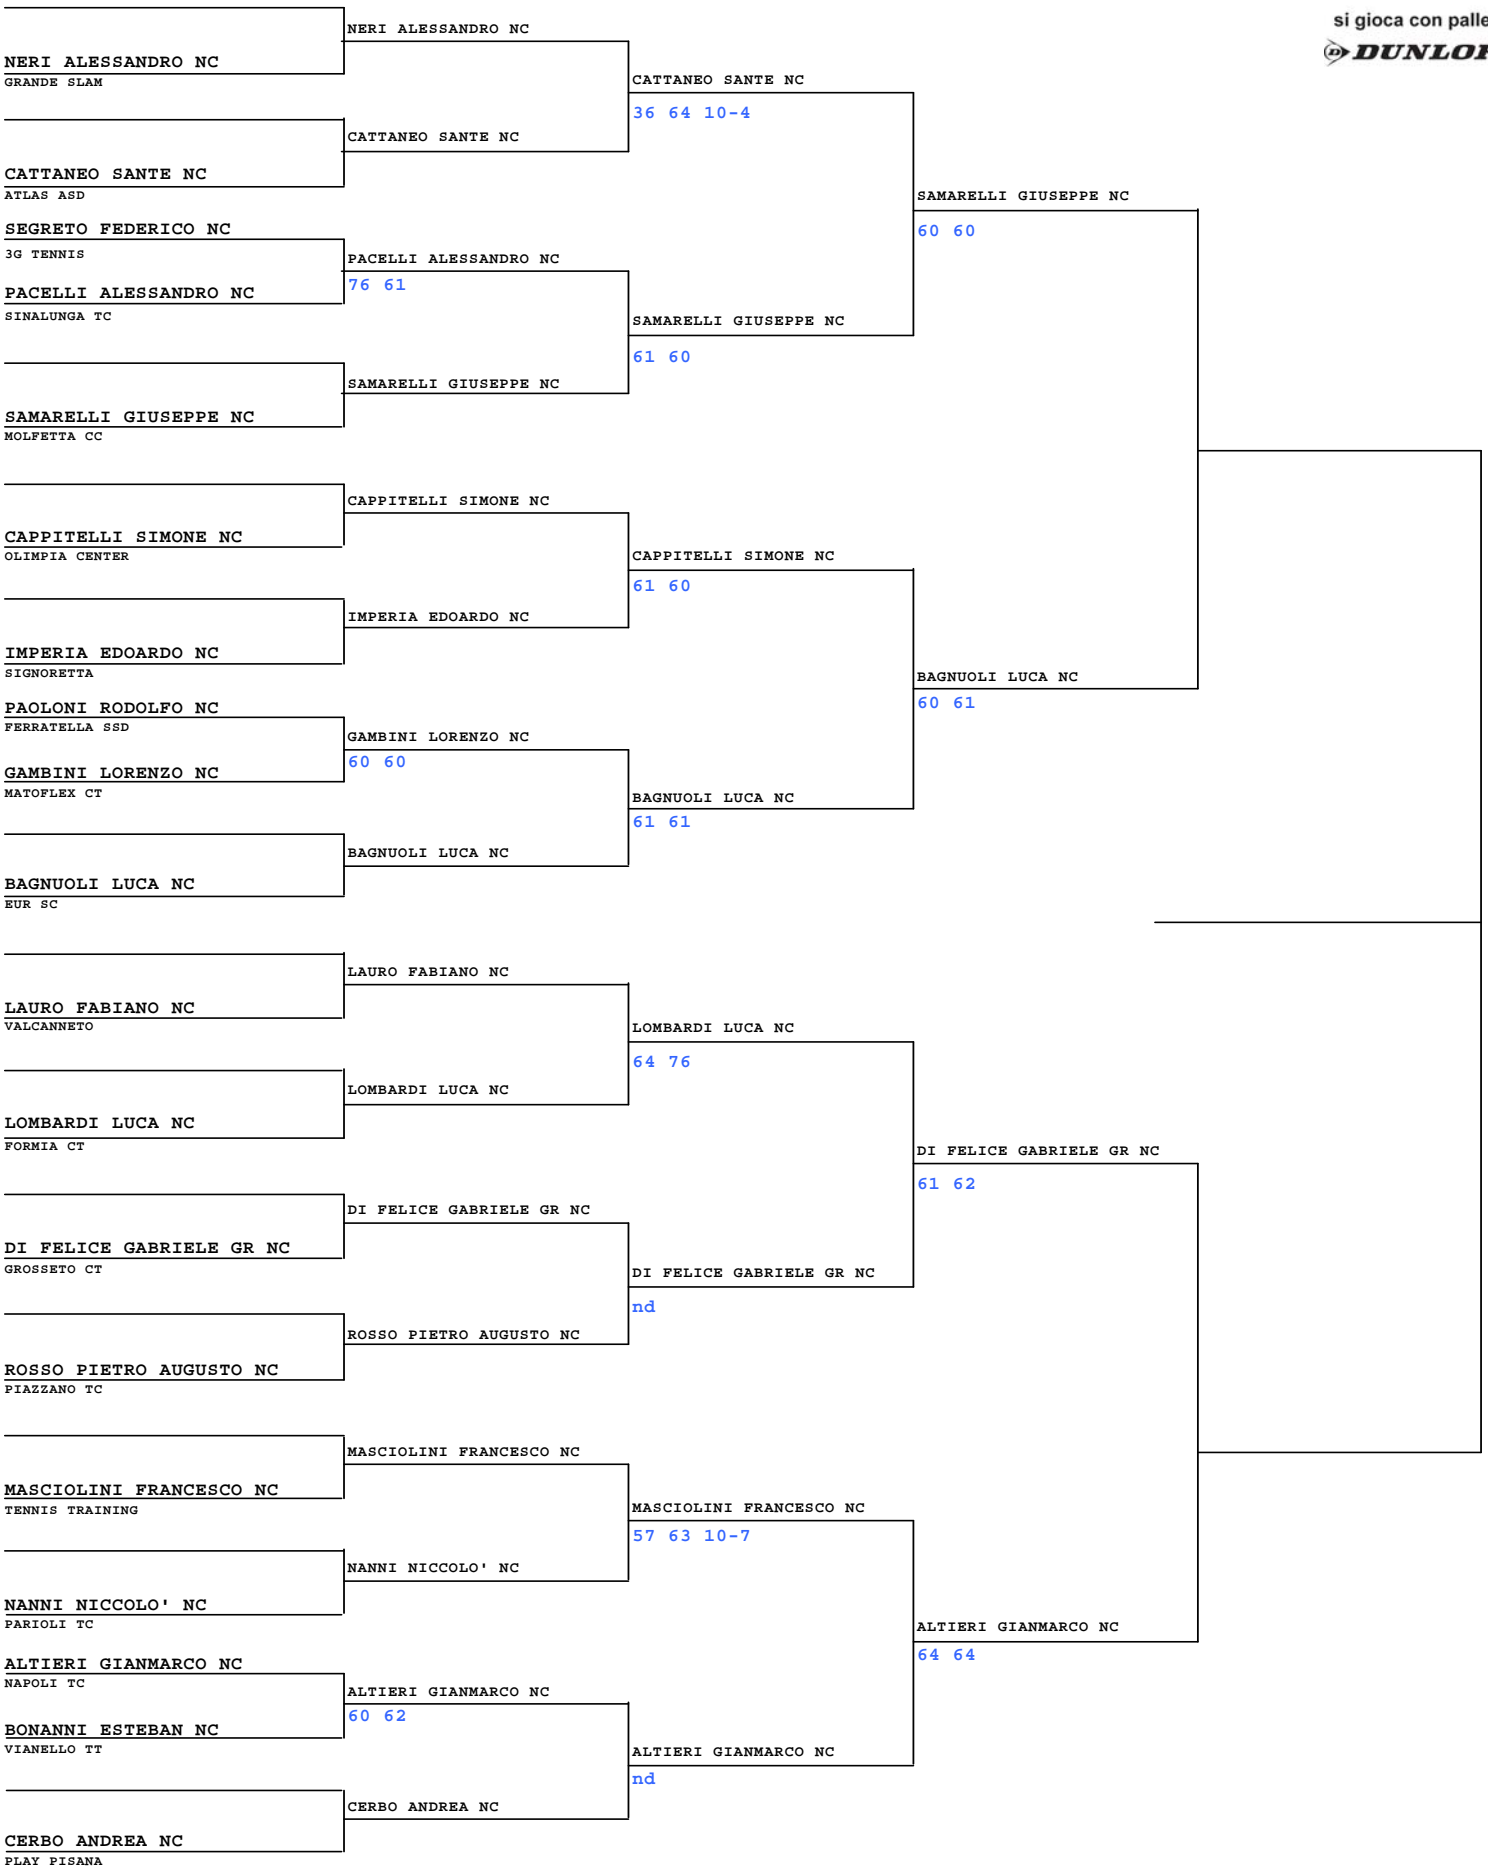 si gioca con palle
DUNLOP
NERI ALESSANDRO NC
GRANDE SLAM
CATTANEO SANTE NC
ATLAS ASD
SEGRETO FEDERICO NC
3G TENNIS
PACELLI ALESSANDRO NC
SINALUNGA TC
SAMARELLI GIUSEPPE NC
MOLFETTA CC
CAPPITELLI SIMONE NC
OLIMPIA CENTER
IMPERIA EDOARDO NC
SIGNORETTA
PAOLONI RODOLFO NC
FERRATELLA SSD
GAMBINI LORENZO NC
MATOFLEX CT
BAGNUOLI LUCA NC
EUR SC
LAURO FABIANO NC
VALCANNETO
LOMBARDI LUCA NC
FORMIA CT
DI FELICE GABRIELE GR NC
GROSSETO CT
ROSSO PIETRO AUGUSTO NC
PIAZZANO TC
MASCIOLINI FRANCESCO NC
TENNIS TRAINING
NANNI NICCOLO' NC
PARIOLI TC
ALTIERI GIANMARCO NC
NAPOLI TC
BONANNI ESTEBAN NC
VIANELLO TT
CERBO ANDREA NC
PLAY PISANA
NERI ALESSANDRO NC
CATTANEO SANTE NC
PACELLI ALESSANDRO NC
76 61
SAMARELLI GIUSEPPE NC
CAPPITELLI SIMONE NC
IMPERIA EDOARDO NC
GAMBINI LORENZO NC
60 60
BAGNUOLI LUCA NC
LAURO FABIANO NC
LOMBARDI LUCA NC
DI FELICE GABRIELE GR NC
ROSSO PIETRO AUGUSTO NC
MASCIOLINI FRANCESCO NC
NANNI NICCOLO' NC
ALTIERI GIANMARCO NC
60 62
CERBO ANDREA NC
CATTANEO SANTE NC
36 64 10-4
SAMARELLI GIUSEPPE NC
61 60
CAPPITELLI SIMONE NC
61 60
BAGNUOLI LUCA NC
61 61
LOMBARDI LUCA NC
64 76
DI FELICE GABRIELE GR NC
nd
MASCIOLINI FRANCESCO NC
57 63 10-7
ALTIERI GIANMARCO NC
nd
SAMARELLI GIUSEPPE NC
60 60
BAGNUOLI LUCA NC
60 61
DI FELICE GABRIELE GR NC
61 62
ALTIERI GIANMARCO NC
64 64